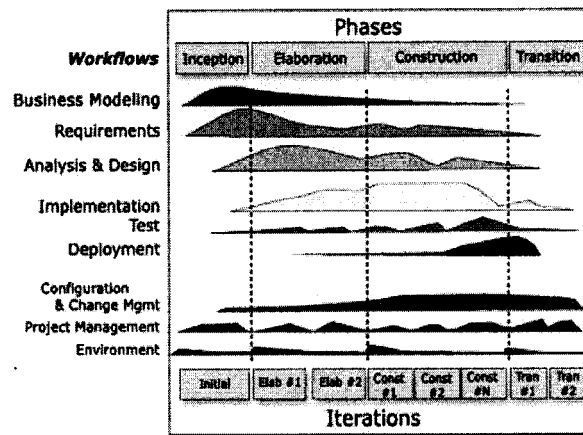 Phases
Workflows Inception Elaboration Construction Transition
Business Modeling
Requirements
Analysis & Design
Implementation
Test
Deployment
Configuration
& Change Mgmt
Project Management
Environment
Initial Elab #1 Elab #2 Const #1 Const #2 Const #N Tran #1 Tran #2
Iterations